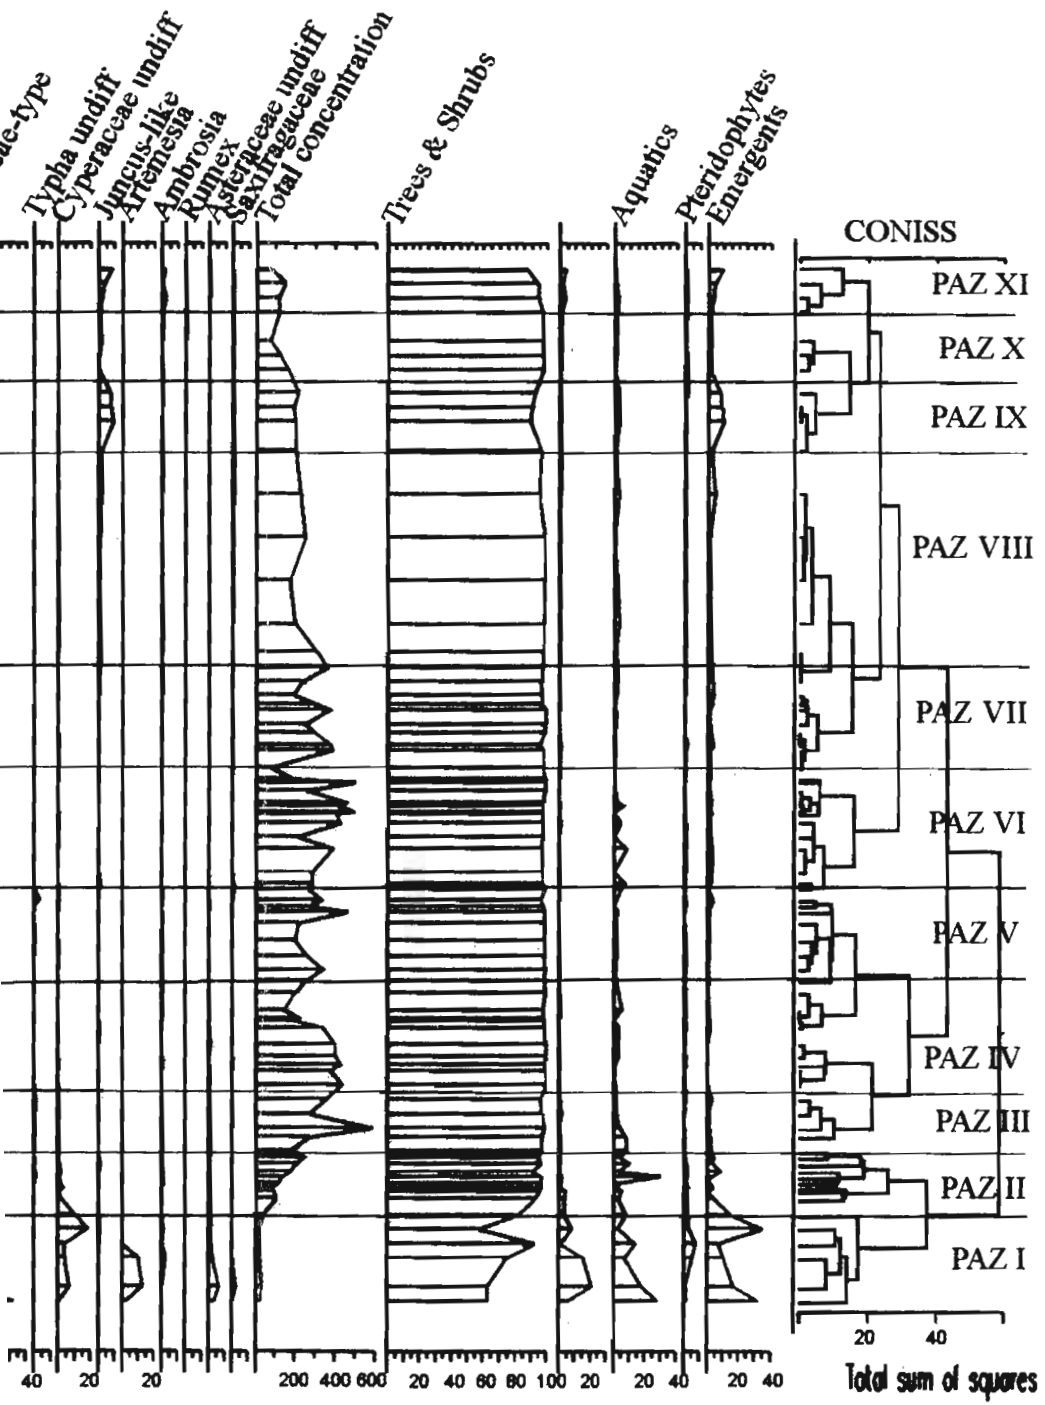 Typha undiff
Cyperaceae undiff
Juncus-like
Artemesia
Ambrosia
Rumex
Asteraceae undiff
Saxifragaceae
Total concentration
Trees & Shrubs
Aquatics
Pteridophytes
Emergents
CONISS
PAZ XI
PAZ X
PAZ IX
PAZ VIII
PAZ VII
PAZ VI
PAZ V
PAZ IV
PAZ III
PAZ II
PAZ I
20 40
40 20 20 200 400 600 20 40 60 80 100 20 20 40 20 40
Total sum of squares